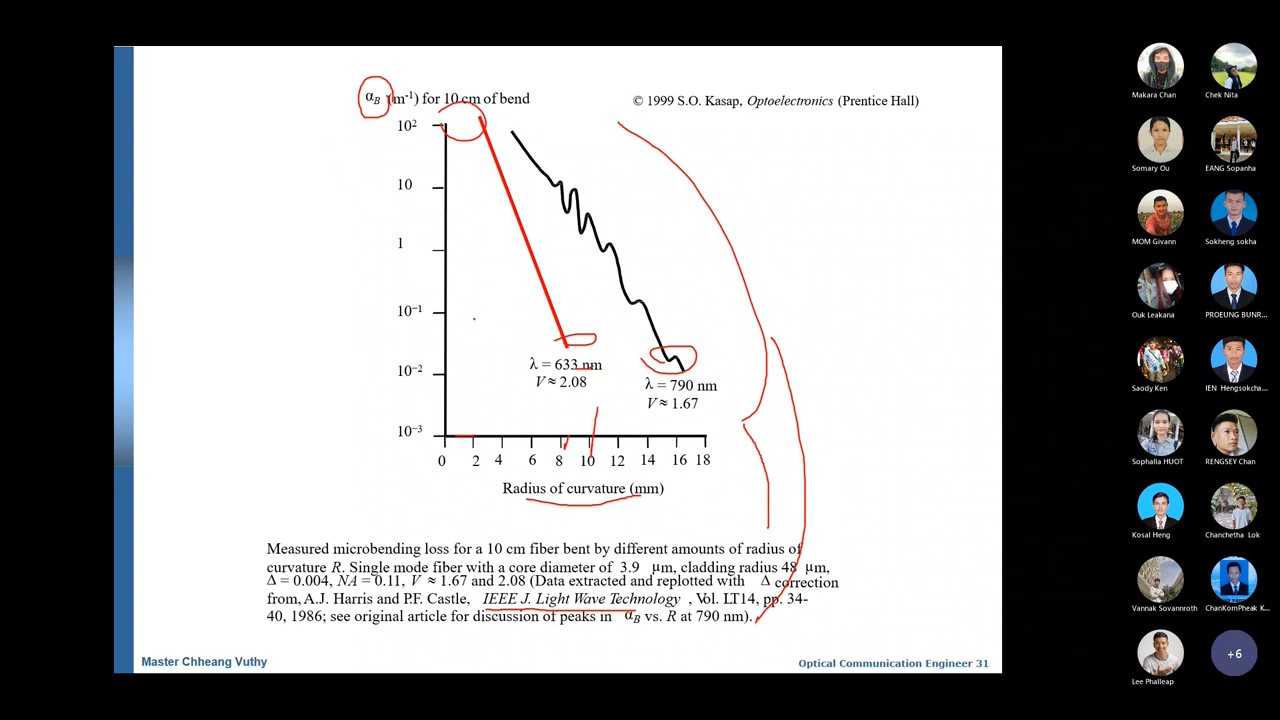 αB (m-1) for 10 cm of bend
© 1999 S.O. Kasap, Optoelectronics (Prentice Hall)
10²
10
1
10⁻¹
10⁻²
10⁻³
λ = 633 nm
V ≈ 2.08
λ = 790 nm
V ≈ 1.67
0 2 4 6 8 10 12 14 16 18
Radius of curvature (mm)
Measured microbending loss for a 10 cm fiber bent by different amounts of radius of
curvature R. Single mode fiber with a core diameter of 3.9 μm, cladding radius 48 μm,
Δ = 0.004, NA = 0.11, V ≈ 1.67 and 2.08 (Data extracted and replotted with Δ correction
from, A.J. Harris and P.F. Castle, IEEE J. Light Wave Technology , Vol. LT14, pp. 34-
40, 1986; see original article for discussion of peaks in αB vs. R at 790 nm).
Master Chheang Vuthy
Optical Communication Engineer 31
Makara Chan
Chek Nita
Somary Ou
EANG Sopanha
MOM Givann
Sokheng sokha
Ouk Leakana
PROEUNG BUNR...
Saody Ken
IEN Hengsokcha...
Sophalla HUOT
RENGSEY Chan
Kosal Heng
Chanchetha Lok
Vannak Sovannroth
ChanKomPheak K...
Lee Phalleap
+6